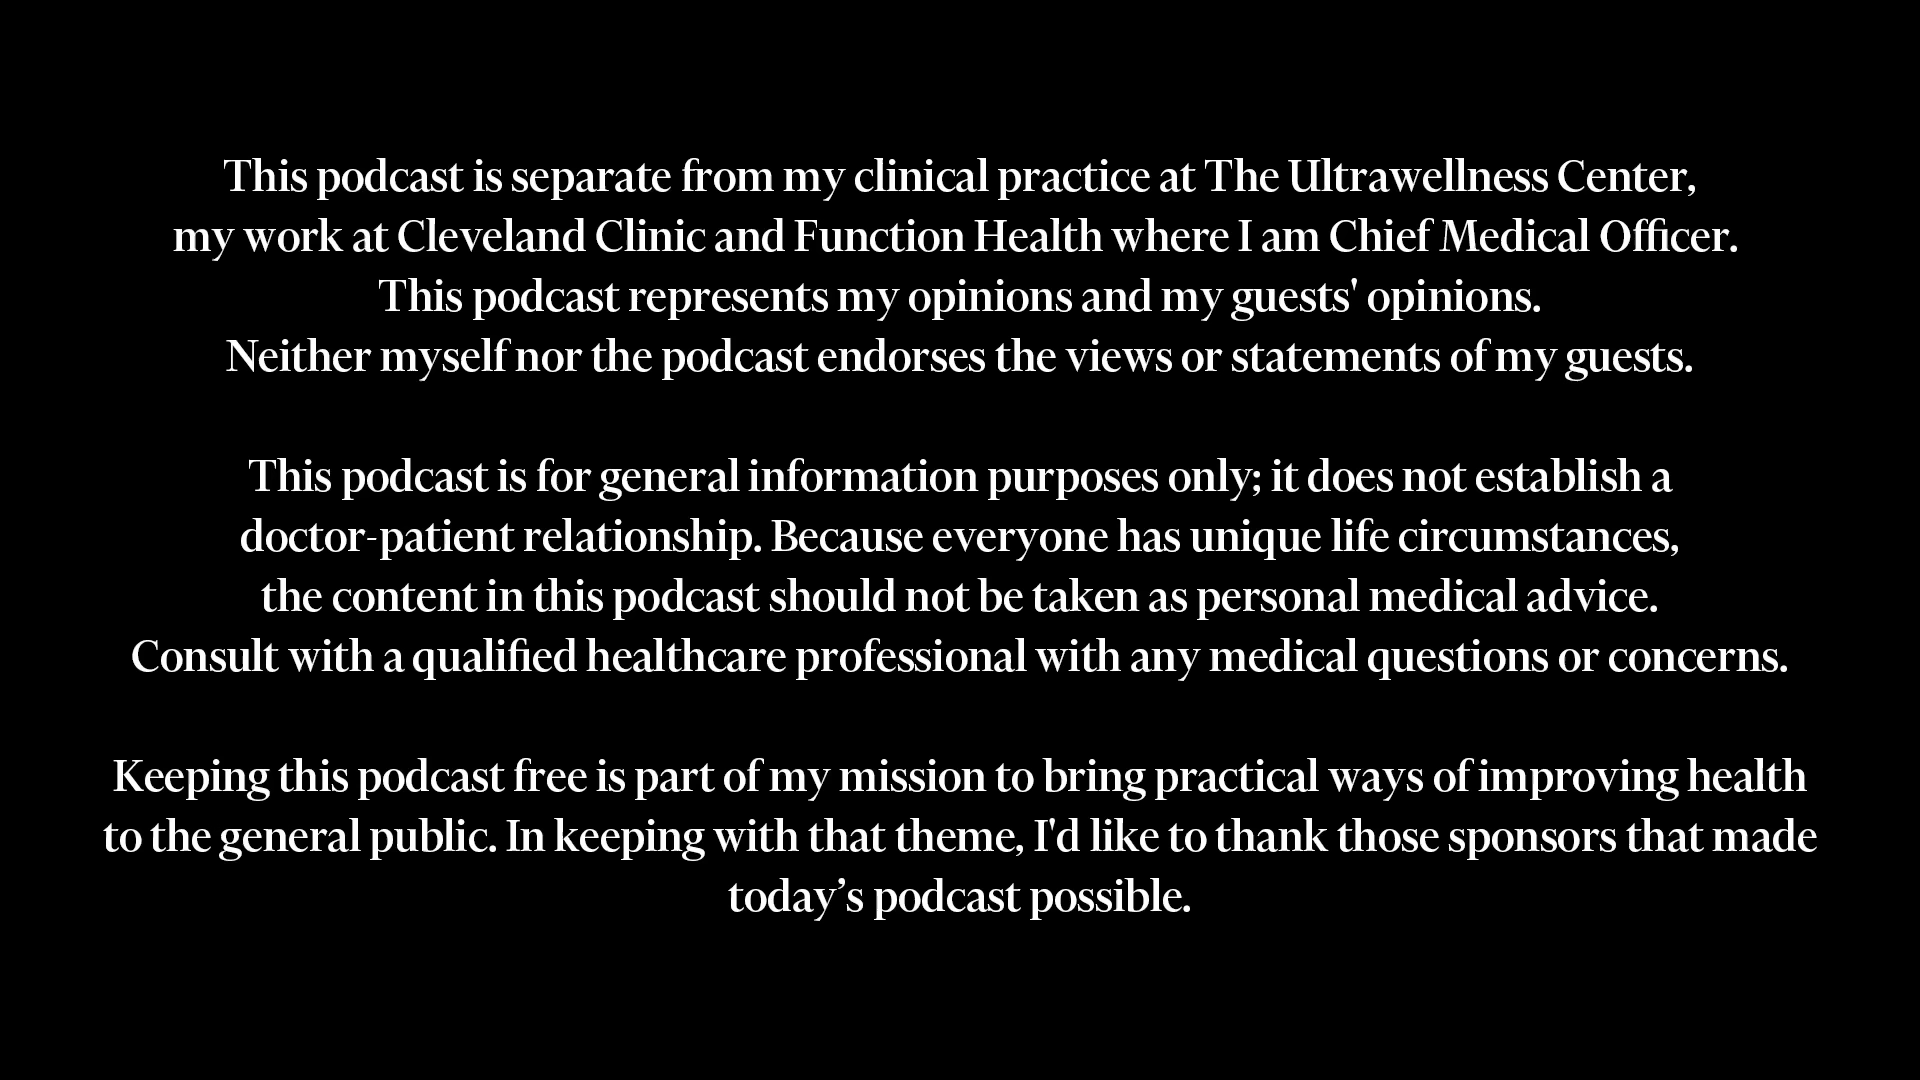 This podcast is separate from my clinical practice at The Ultrawellness Center,
my work at Cleveland Clinic and Function Health where I am Chief Medical Officer.
This podcast represents my opinions and my guests' opinions.
Neither myself nor the podcast endorses the views or statements of my guests.
This podcast is for general information purposes only; it does not establish a
doctor-patient relationship. Because everyone has unique life circumstances,
the content in this podcast should not be taken as personal medical advice.
Consult with a qualified healthcare professional with any medical questions or concerns.
Keeping this podcast free is part of my mission to bring practical ways of improving health
to the general public. In keeping with that theme, I'd like to thank those sponsors that made
today’s podcast possible.